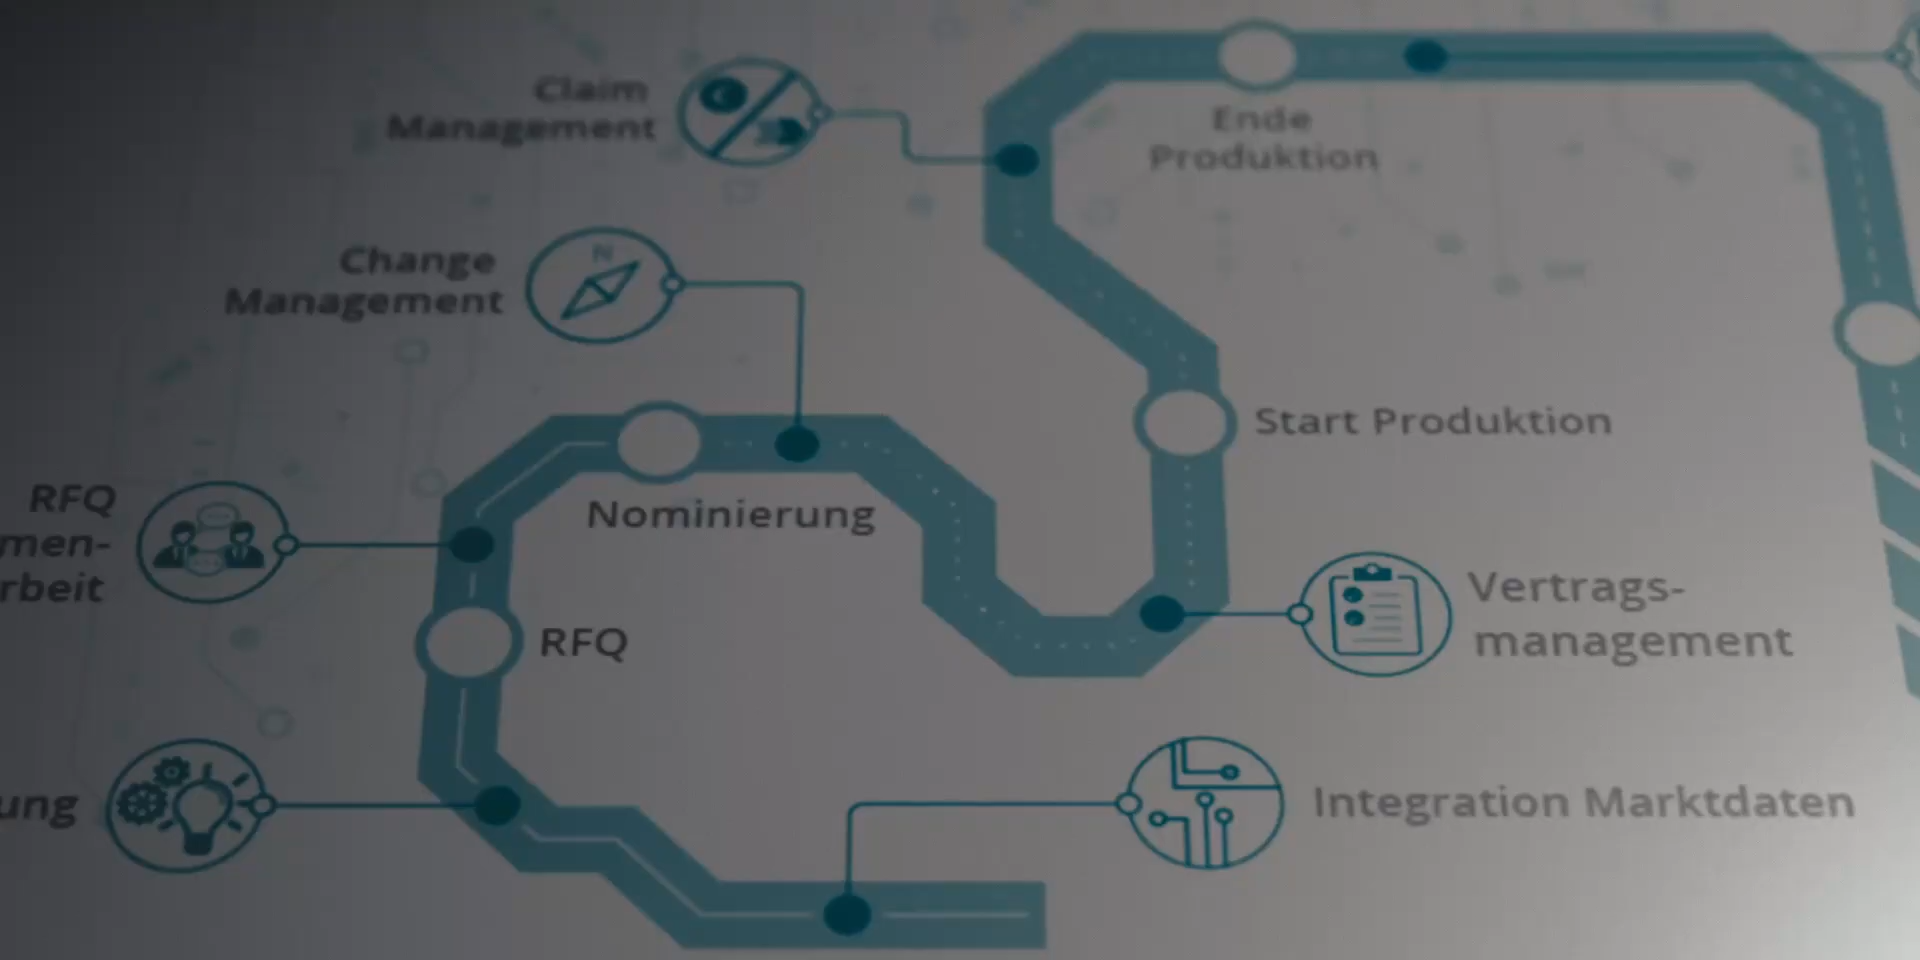 Claim
Management
Ende
Produktion
Change
Management
N
Start Produktion
RFQ
men-
rbeit
Nominierung
RFQ
Vertrags-
management
ung
Integration Marktdaten